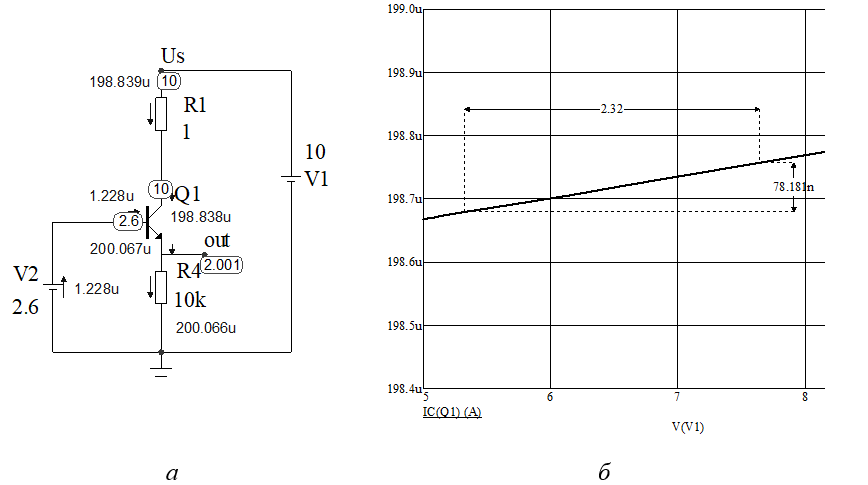 Us
198.839u
10
R1
1
10
V1
10
Q1
1.228u
2.6
198.838u
200.067u
out
2.001
V2
2.6
1.228u
R4
10k
200.066u
а
199.0u
198.9u
198.8u
198.7u
198.6u
198.5u
198.4u
2.32
78.181n
5
6
7
8
IC(Q1) (A)
V(V1)
б